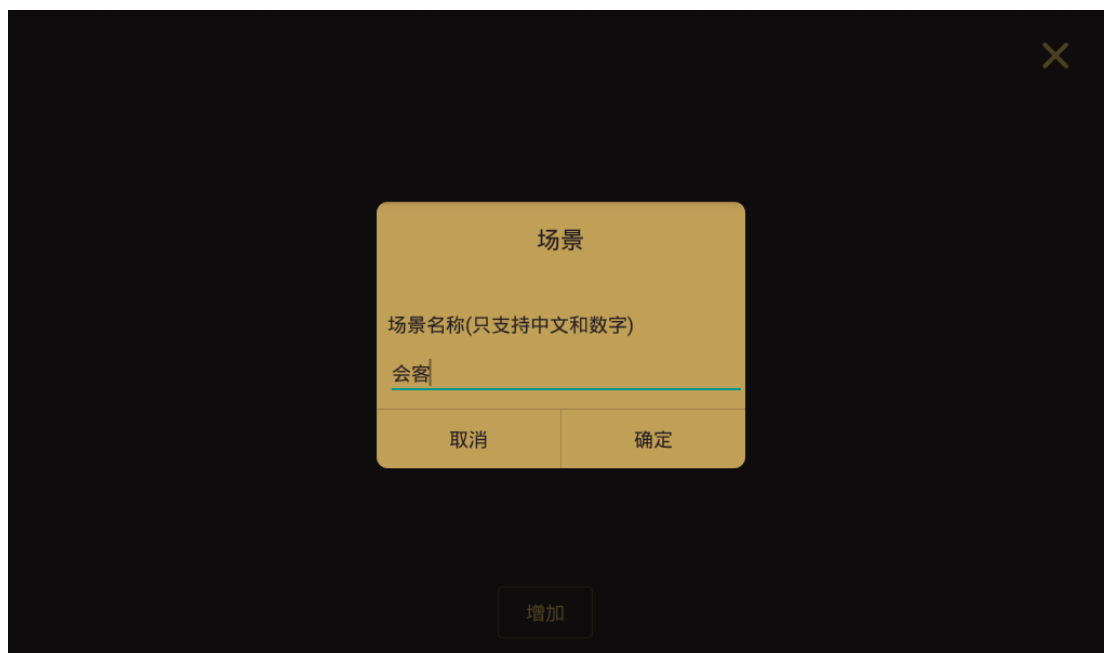 场景
场景名称(只支持中文和数字)
会客
取消
确定
增加